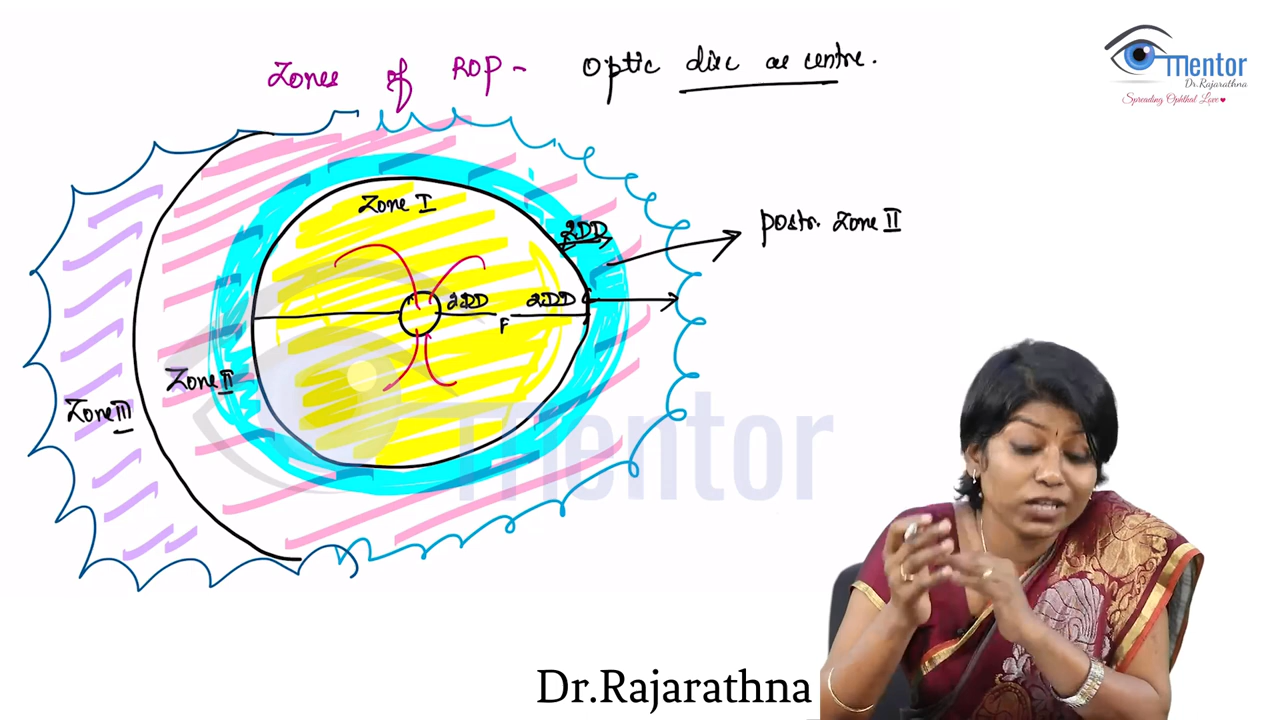 Zones of ROP - Optic disc as centre.
mentor
Dr.Rajarathna
Spreading Ophthal Love
Zone I
2DD
Postr. Zone II
2DD 2DD
F
Zone II
Zone III
mentor
Dr.Rajarathna